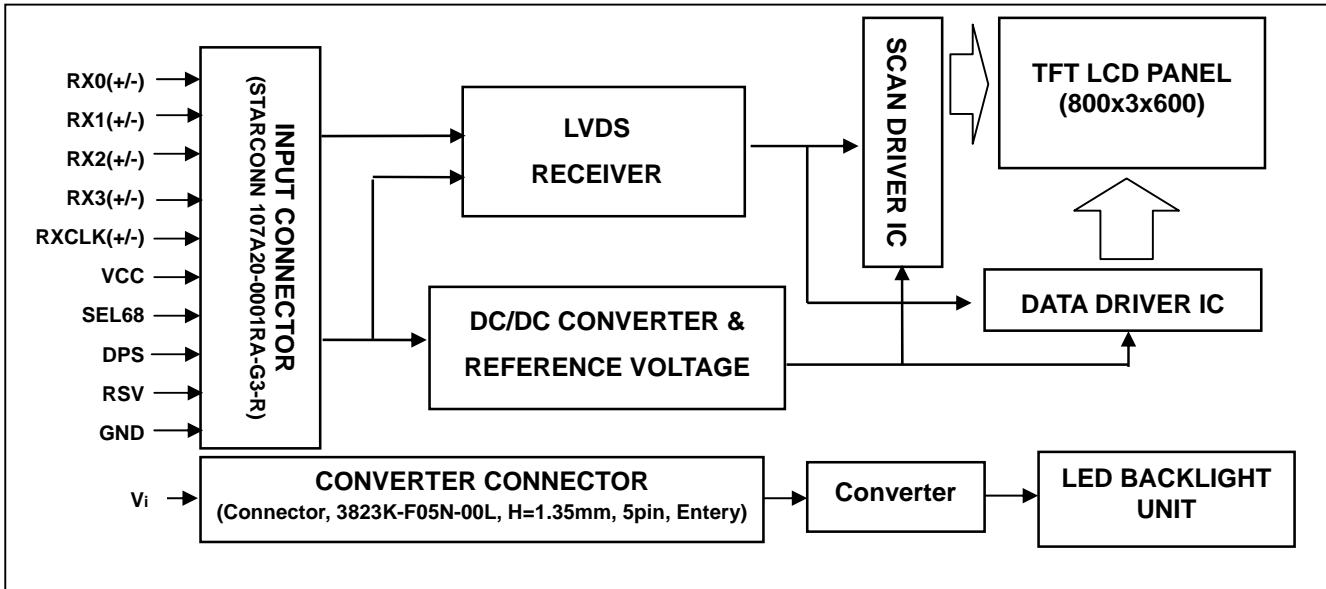 RX0(+/-)
RX1(+/-)
RX2(+/-)
RX3(+/-)
RXCLK(+/-)
VCC
SEL68
DPS
RSV
GND
INPUT CONNECTOR
(STARCONN 107A20-0001RA-G3-R)
LVDS
RECEIVER
DC/DC CONVERTER &
REFERENCE VOLTAGE
SCAN DRIVER IC
TFT LCD PANEL
(800x3x600)
DATA DRIVER IC
Vi
CONVERTER CONNECTOR
(Connector, 3823K-F05N-00L, H=1.35mm, 5pin, Entery)
Converter
LED BACKLIGHT
UNIT